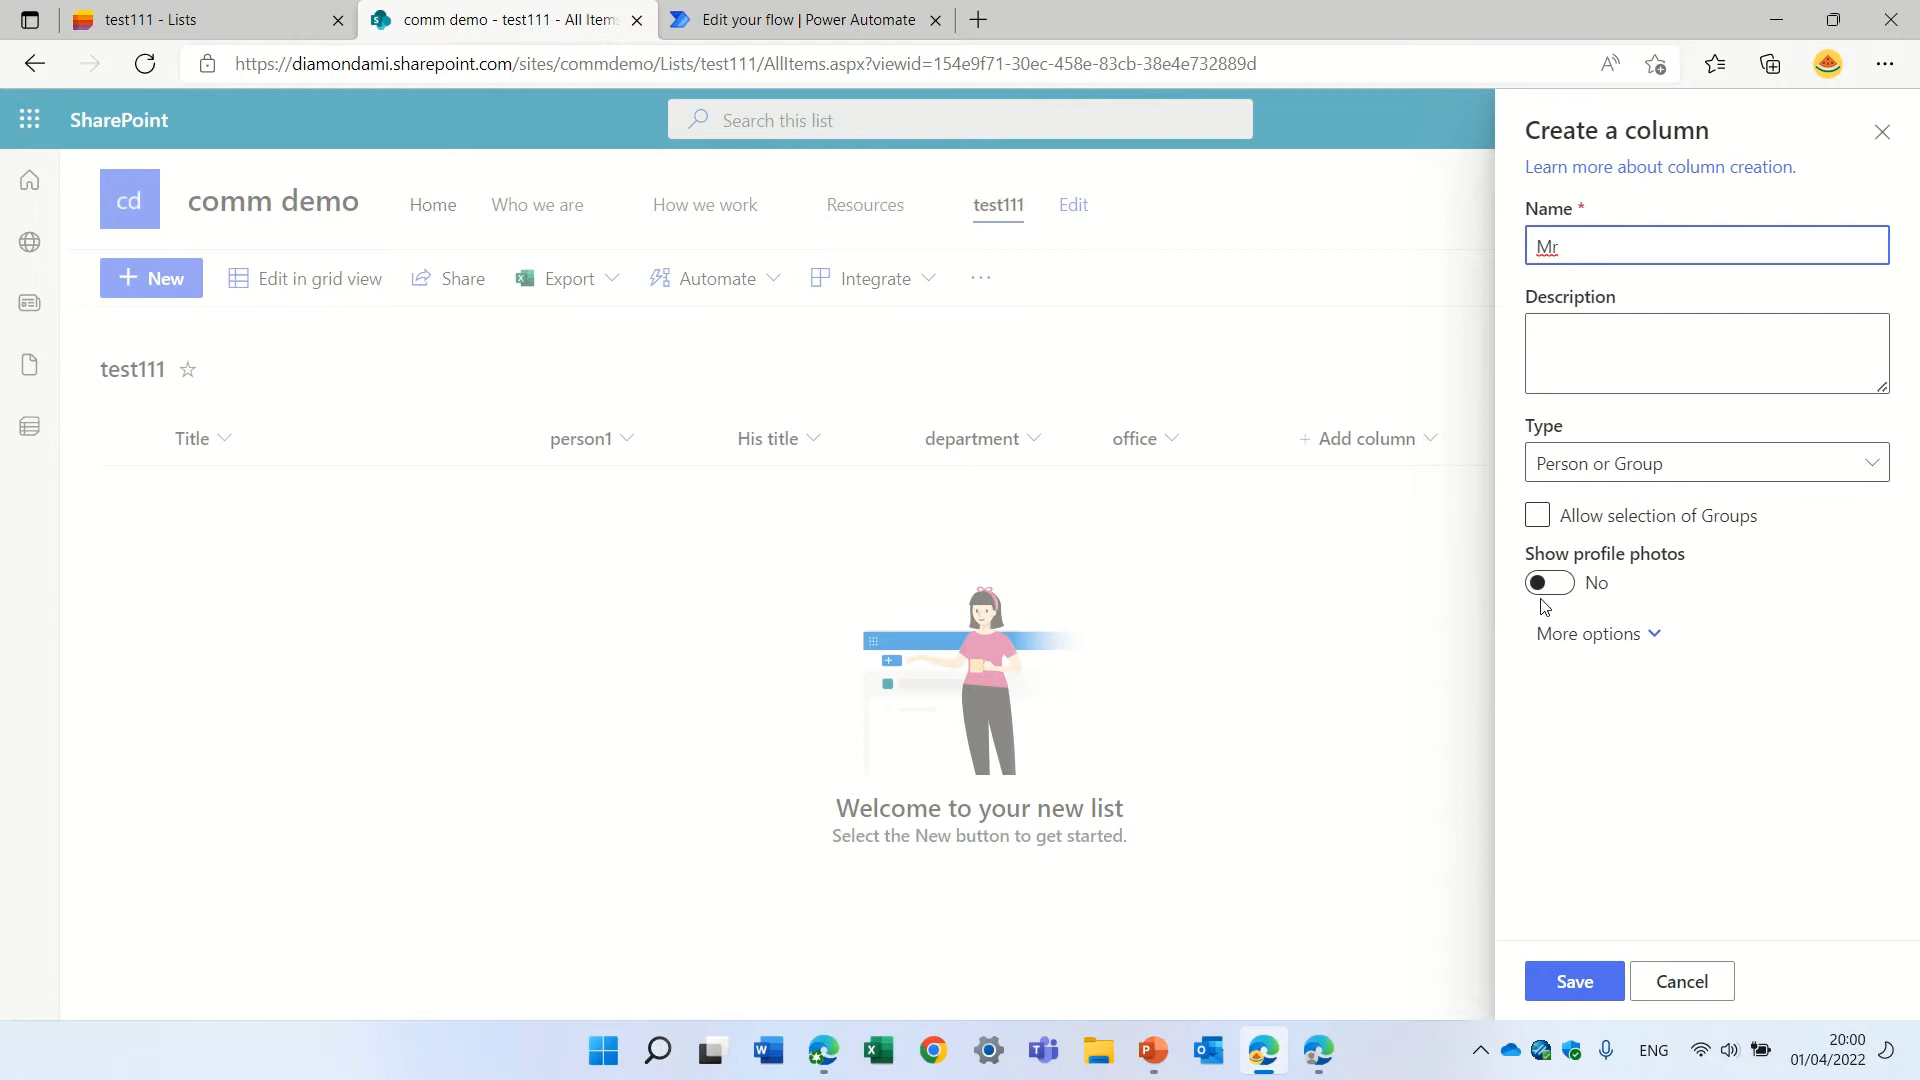 test111 - Lists
comm demo - test111 - All Items
Edit your flow | Power Automate
https://diamondami.sharepoint.com/sites/commdemo/Lists/test111/AllItems.aspx?viewid=154e9f71-30ec-458e-83cb-38e4e732889d
SharePoint
Search this list
cd
comm demo
Home
Who we are
How we work
Resources
test111
Edit
New
Edit in grid view
Share
Export
Automate
Integrate
test111
Title
person1
His title
department
office
+ Add column
Welcome to your new list
Select the New button to get started.
Create a column
Learn more about column creation.
Name *
Mr
Description
Type
Person or Group
Allow selection of Groups
Show profile photos
No
More options
Save
Cancel
ENG
20:00
01/04/2022